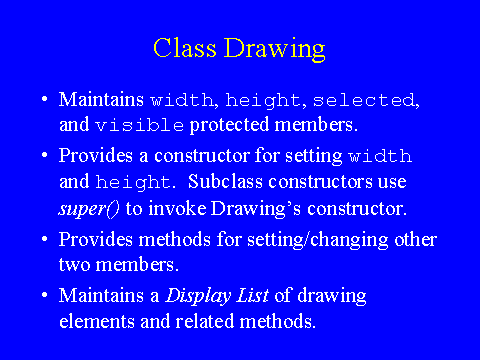 Class Drawing
• Maintains width, height, selected,
and visible protected members.
• Provides a constructor for setting width
and height.  Subclass constructors use
super() to invoke Drawing's constructor.
• Provides methods for setting/changing other
two members.
• Maintains a Display List of drawing
elements and related methods.